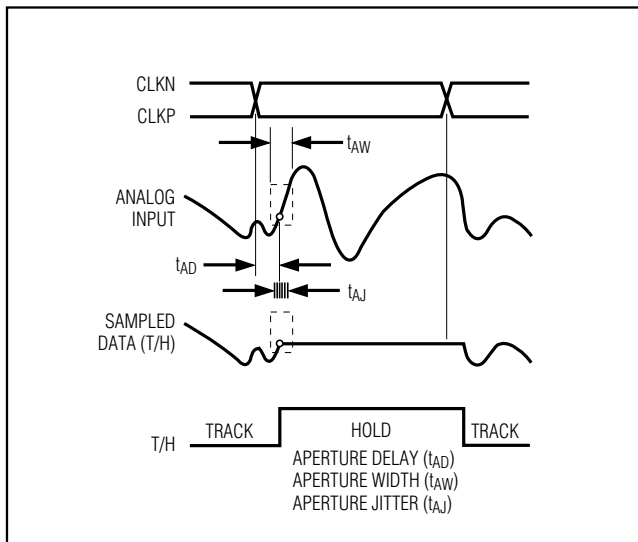 CLKN
CLKP
tAW
ANALOG
INPUT
tAD
tAJ
SAMPLED
DATA (T/H)
TRACK
HOLD
TRACK
T/H
APERTURE DELAY (tAD)
APERTURE WIDTH (tAW)
APERTURE JITTER (tAJ)